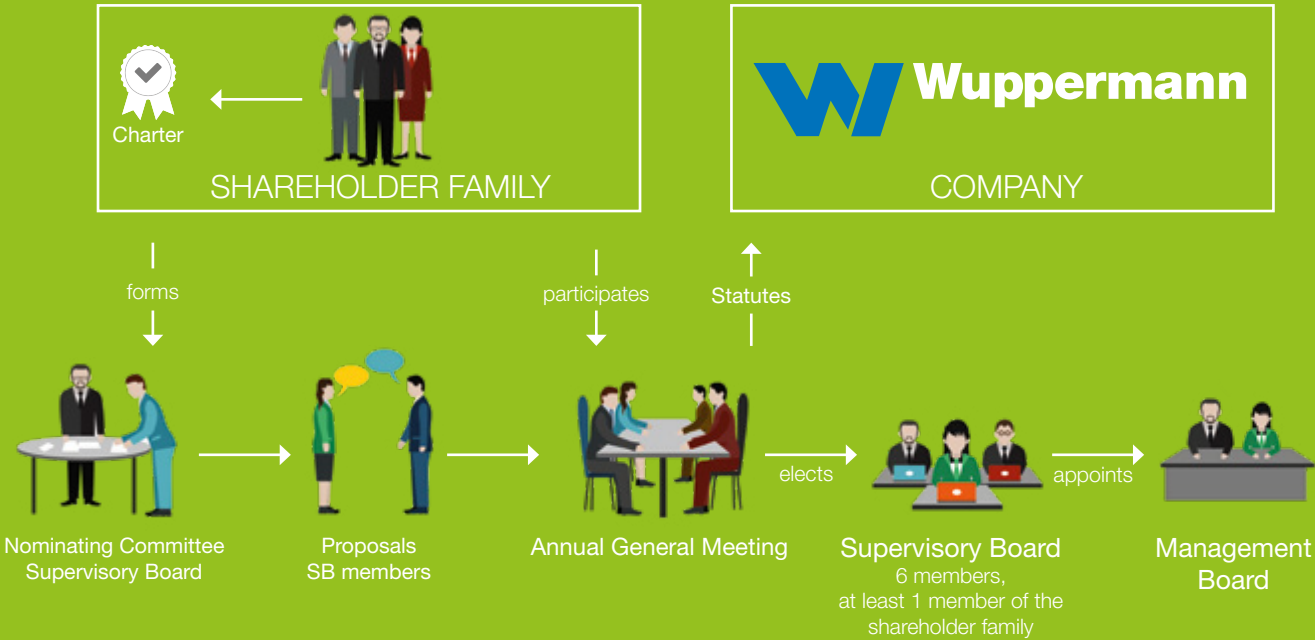 Charter
SHAREHOLDER FAMILY
Wuppermann
COMPANY
forms
participates
Statutes
elects
appoints
Nominating Committee
Supervisory Board
Proposals
SB members
Annual General Meeting
Supervisory Board
6 members,
at least 1 member of the
shareholder family
Management
Board